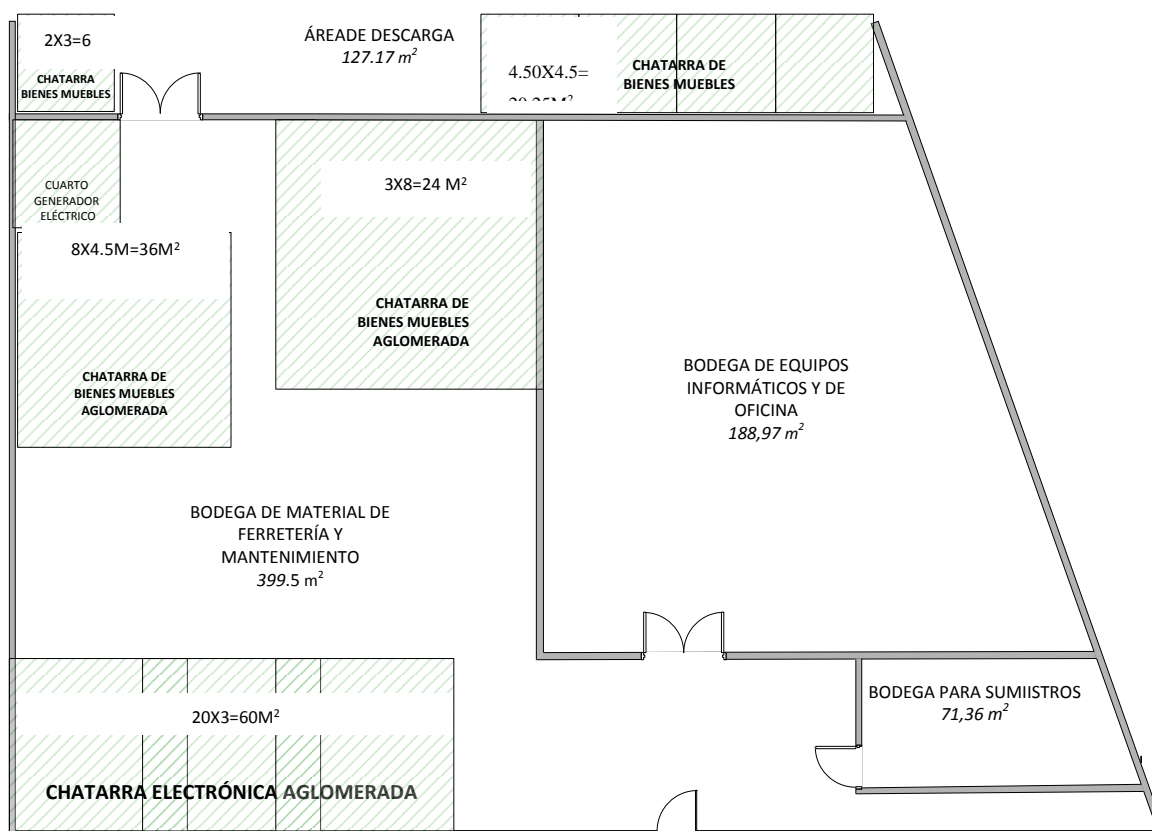 2X3=6
CHATARRA
BIENES MUEBLES
ÁREADE DESCARGA
127.17 m²
4.50X4.5=
CHATARRA DE
BIENES MUEBLES
CUARTO
GENERADOR
ELÉCTRICO
3X8=24 M²
8X4.5M=36M²
CHATARRA DE
BIENES MUEBLES
AGLOMERADA
CHATARRA DE
BIENES MUEBLES
AGLOMERADA
BODEGA DE EQUIPOS
INFORMÁTICOS Y DE
OFICINA
188,97 m²
BODEGA DE MATERIAL DE
FERRETERÍA Y
MANTENIMIENTO
399.5 m²
BODEGA PARA SUMIISTROS
71,36 m²
20X3=60M²
CHATARRA ELECTRÓNICA AGLOMERADA